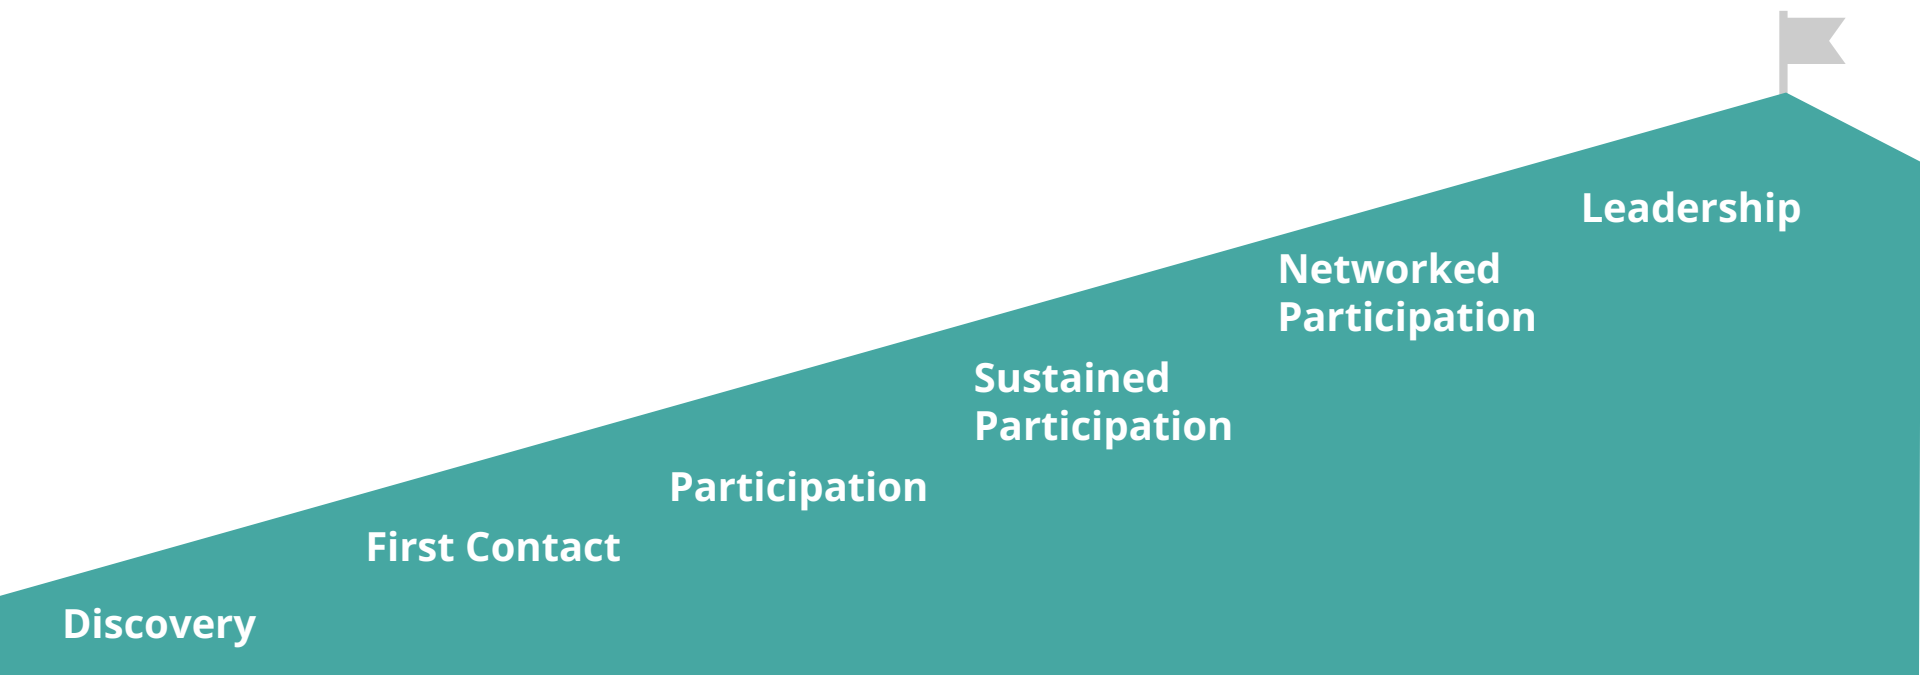 Discovery
First Contact
Participation
Sustained
Participation
Networked
Participation
Leadership